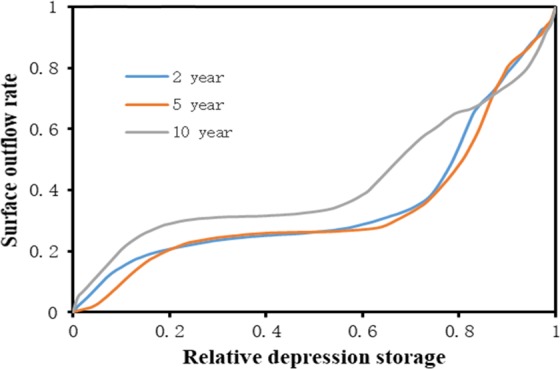 1
0. 8
0. 6
0. 4
0. 2
0
Surface outflow rate
2 year
5 year
10 year
0
0. 2
0. 4
0. 6
0. 8
1
Relative depression storage